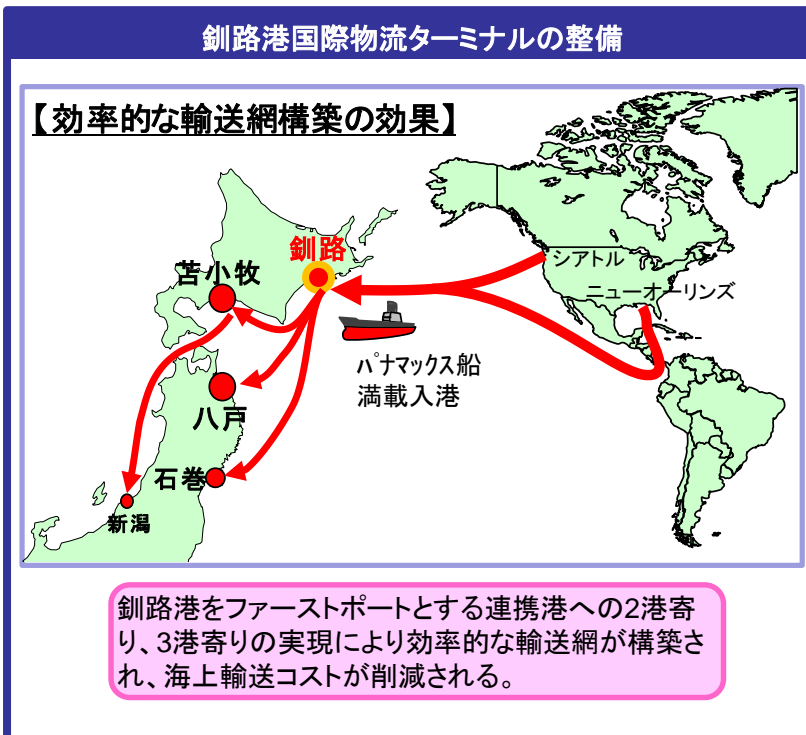 釧路港国際物流ターミナルの整備
【効率的な輸送網構築の効果】
釧路
苫小牧
シアトル
ニューオーリンズ
パナマックス船
満載入港
八戸
石巻
新潟
釧路港をファーストポートとする連携港への2港寄
り、3港寄りの実現により効率的な輸送網が構築さ
れ、海上輸送コストが削減される。